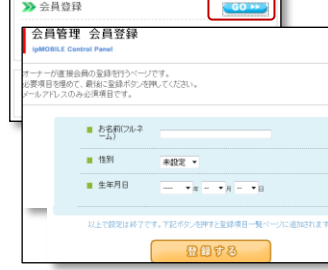 会員登録
GO
会員管理 会員登録
ipMOBILE Control Panel
オーナーが直接会員の登録を行うページです。
必要項目を埋めて、最後に登録ボタンを押してください。
メールアドレスのみ必須項目です。
お名前(フルネ
ーム)
性別 未設定
生年月日 ---- 年 -- 月 -- 日
以上で設定は終了です。下記ボタンを押すと登録項目一覧ページに追加されます
登録する